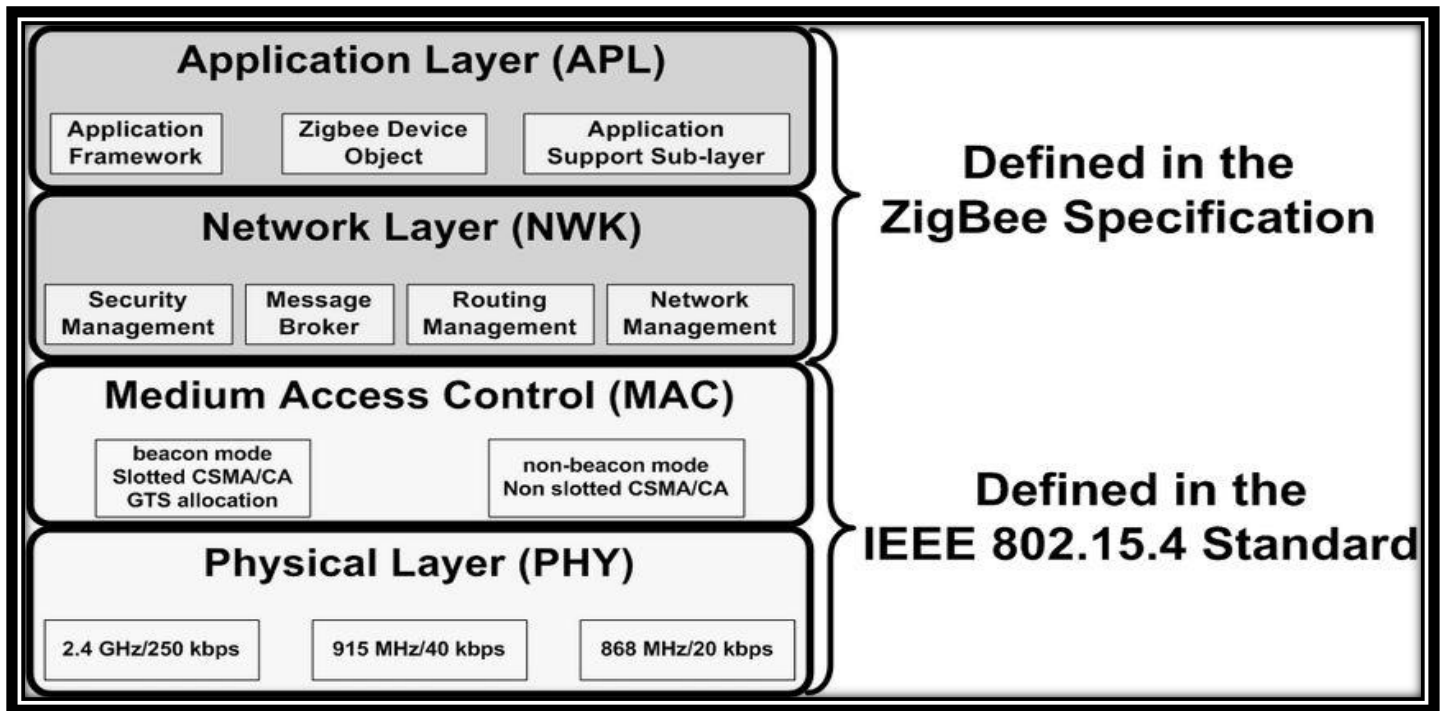 Application Layer (APL)
Application
Framework
Zigbee Device
Object
Application
Support Sub-layer
Network Layer (NWK)
Security
Management
Message
Broker
Routing
Management
Network
Management
Defined in the
ZigBee Specification
Medium Access Control (MAC)
beacon mode
Slotted CSMA/CA
GTS allocation
non-beacon mode
Non slotted CSMA/CA
Physical Layer (PHY)
2.4 GHz/250 kbps
915 MHz/40 kbps
868 MHz/20 kbps
Defined in the
IEEE 802.15.4 Standard